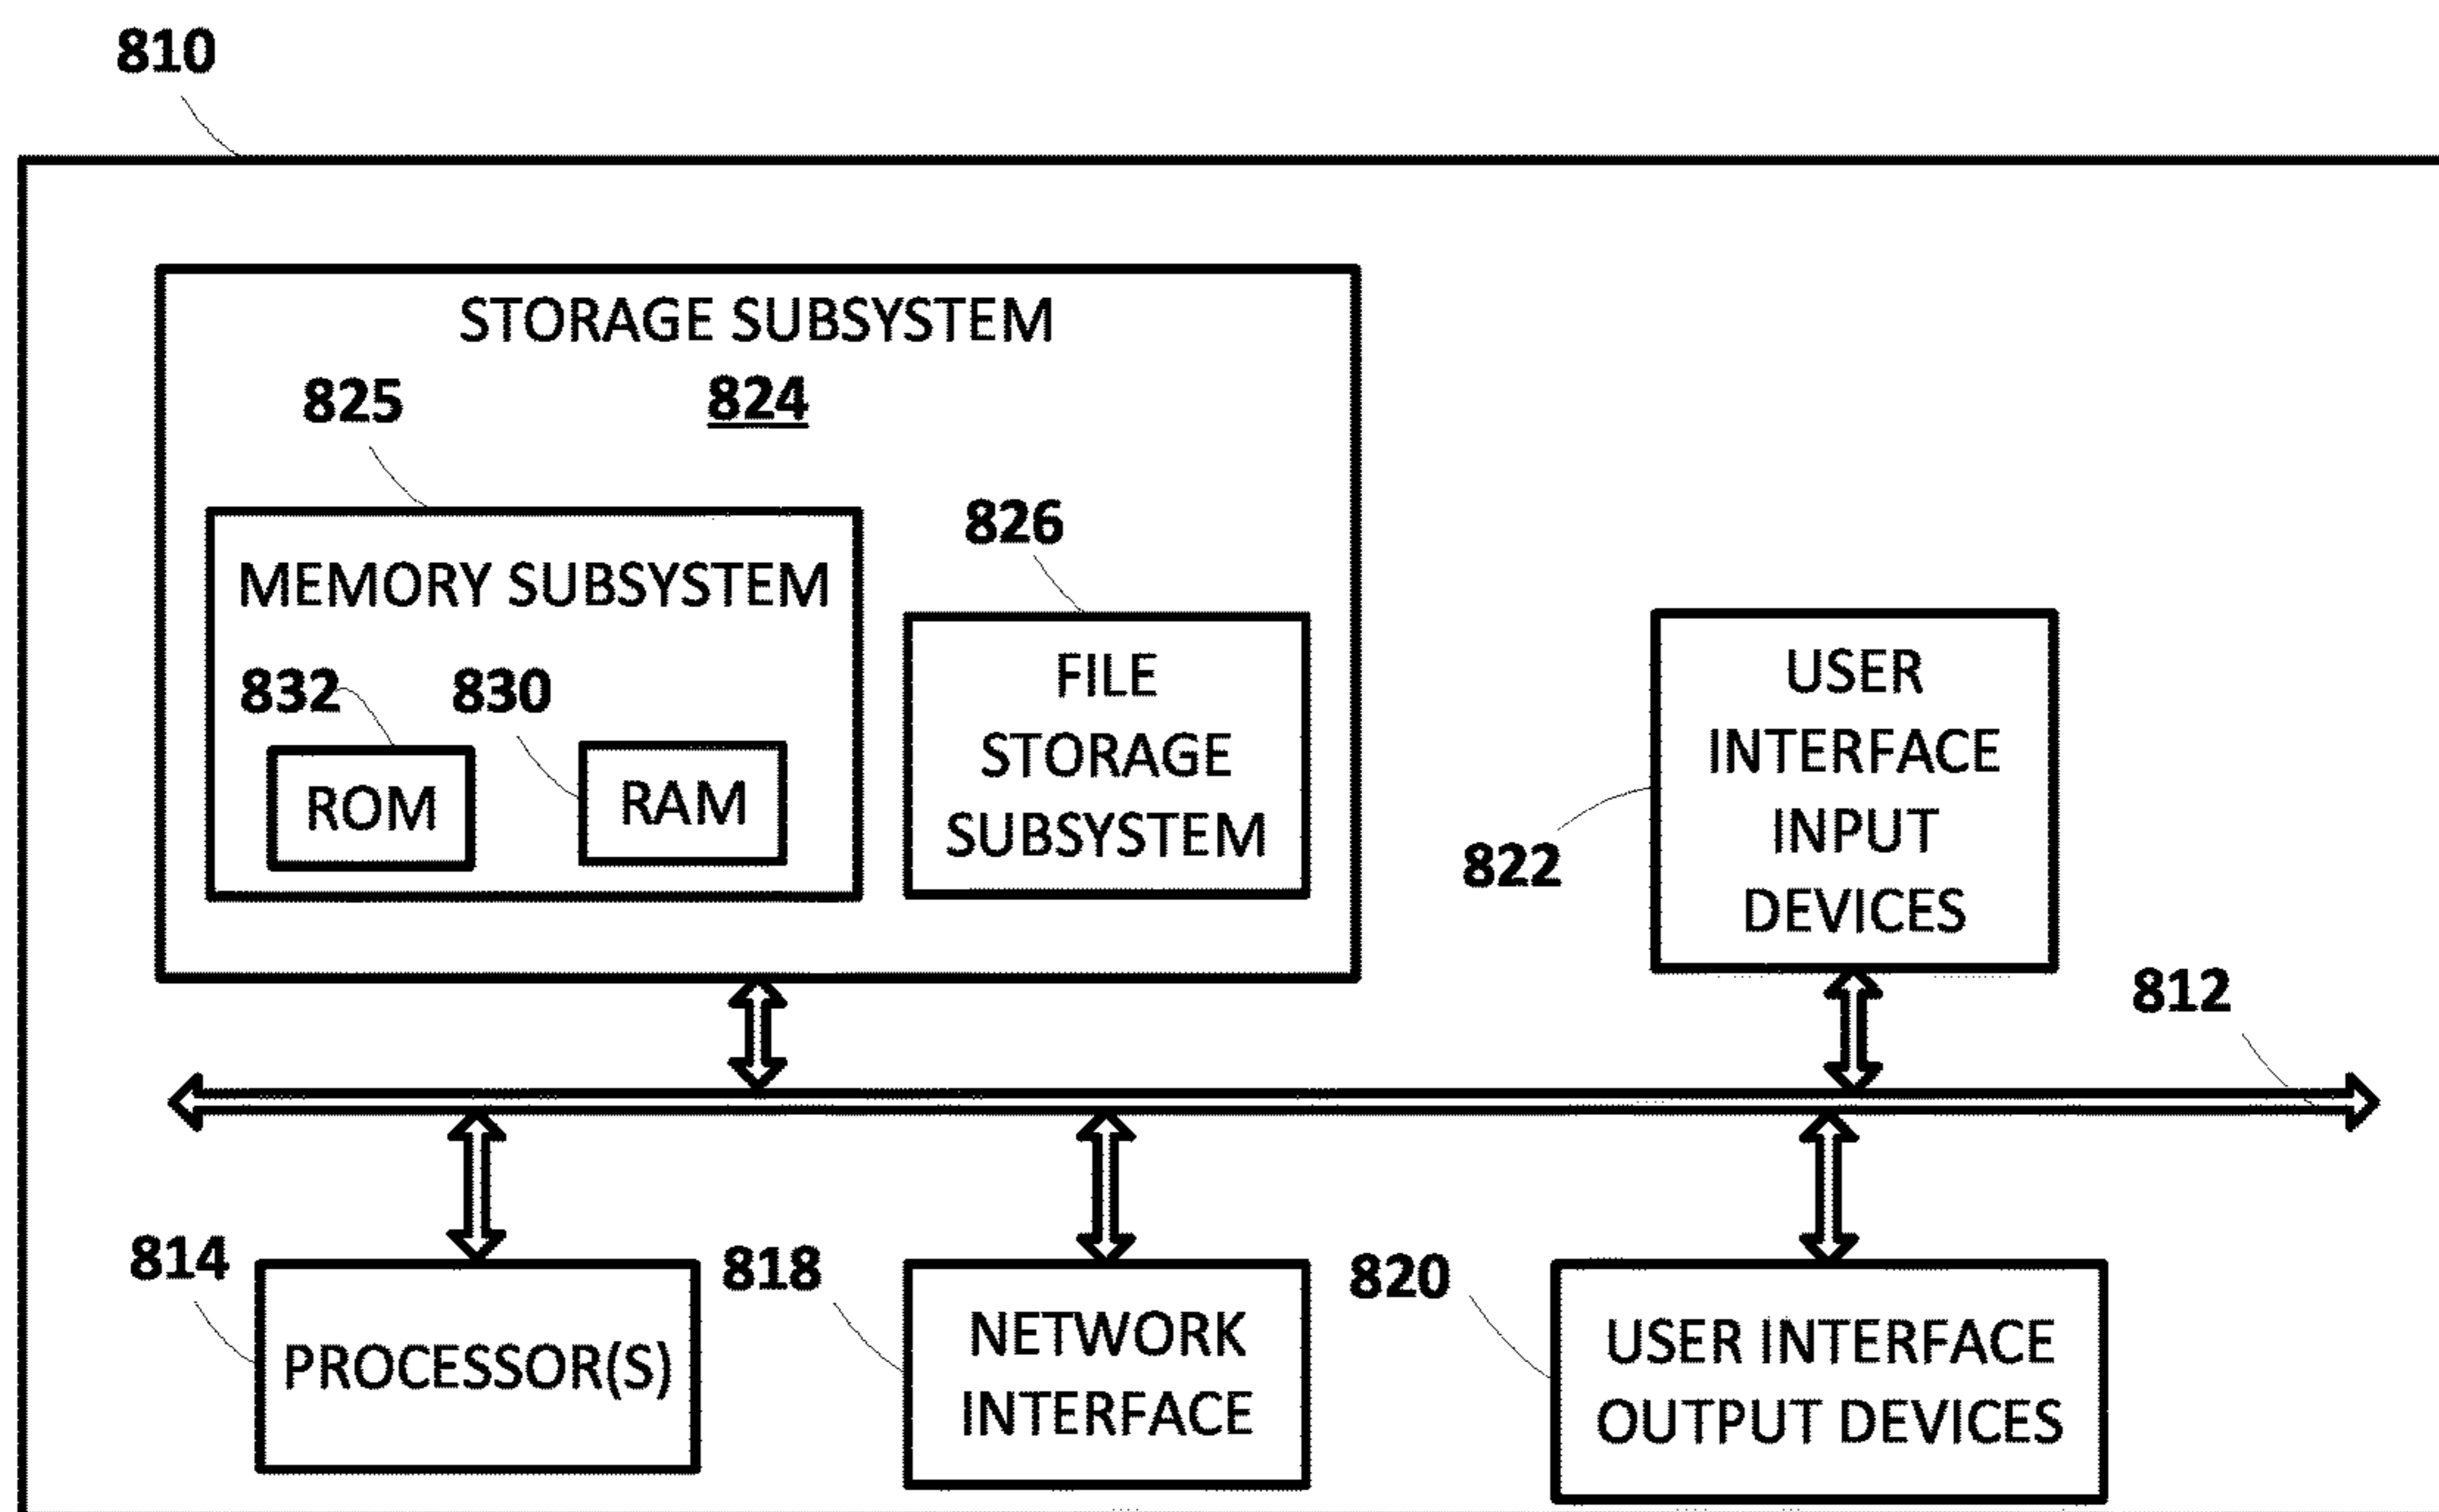 810
STORAGE SUBSYSTEM
825
824
826
MEMORY SUBSYSTEM
832
830
ROM
RAM
FILE
STORAGE
SUBSYSTEM
USER
INTERFACE
INPUT
DEVICES
822
812
814
818
820
PROCESSOR(S)
NETWORK
INTERFACE
USER INTERFACE
OUTPUT DEVICES